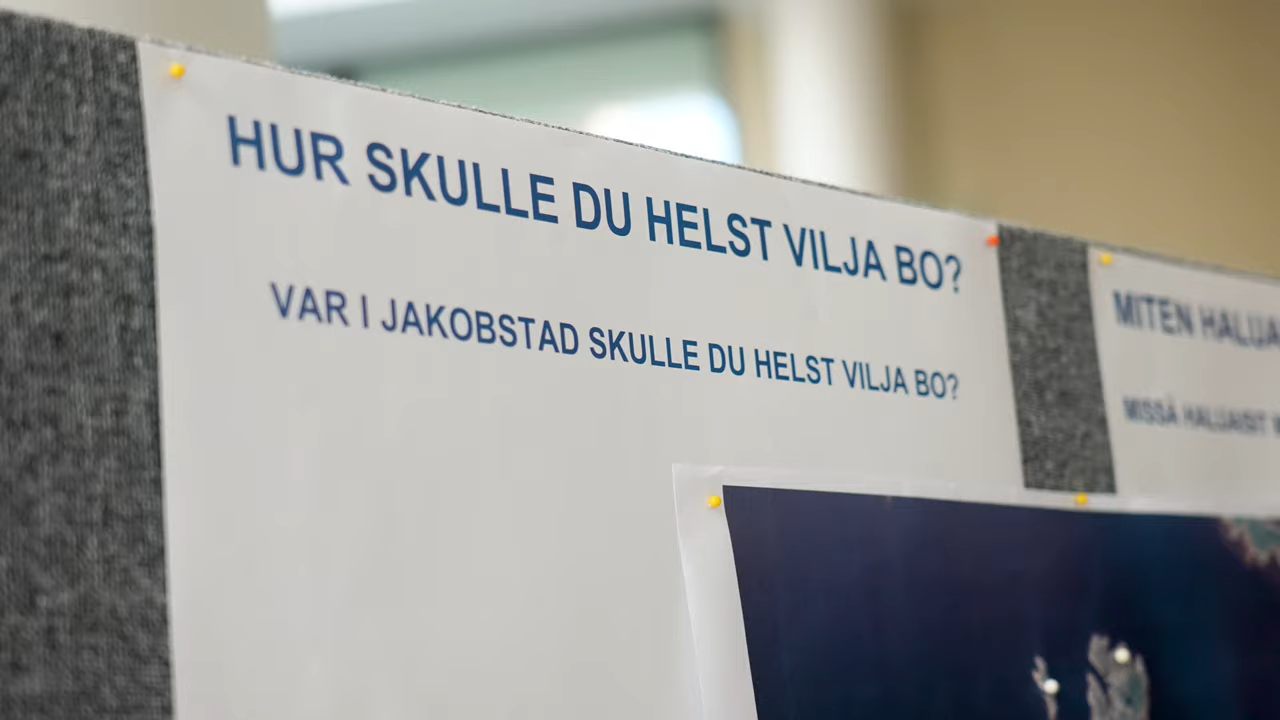 HUR SKULLE DU HELST VILJA BO?
VAR I JAKOBSTAD SKULLE DU HELST VILJA BO?
MITEN HALUA
MISSÄ HALUAISIT